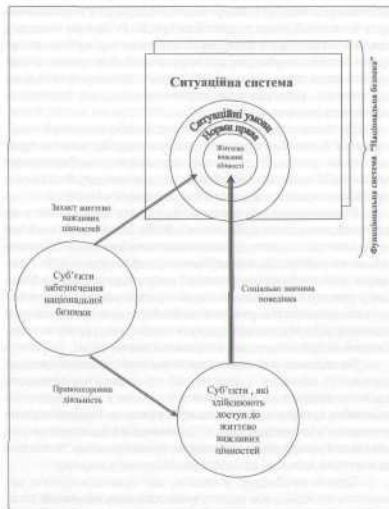 Ситуаційна система
Ситуаційні умови
Норми права
Життєво
важливі
цінності
Функціональна система "Національна безпека"
Захист життєво
важливих
цінностей
Суб'єкти
забезпечення
національної
безпеки
Соціально значима
поведінка
Правоохоронна
діяльність
Суб'єкти , які
здійснюють
доступ до
життєво
важливих
цінностей